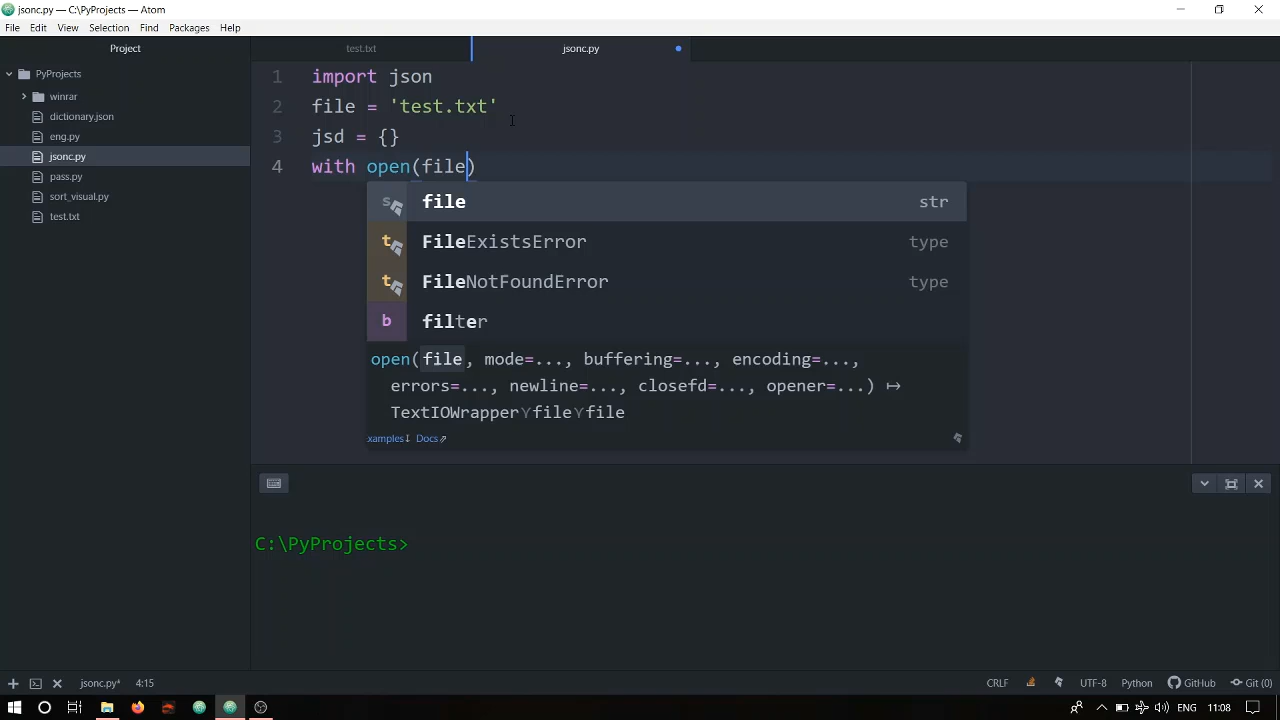 jsonc.py — C:\PyProjects — Atom
File Edit View Selection Find Packages Help
Project
test.txt
jsonc.py
PyProjects
winrar
dictionary.json
eng.py
jsonc.py
pass.py
sort_visual.py
test.txt
1 import json
2 file = 'test.txt'
3 jsd = {}
4 with open(file)
s file str
t FileExistsError type
t FileNotFoundError type
b filter
open(file, mode=..., buffering=..., encoding=...,
errors=..., newline=..., closefd=..., opener=...) ↦
TextIOWrapper⋎file⋎file
xamples↓ Docs⇗
C:\PyProjects>
jsonc.py* 4:15 CRLF UTF-8 Python GitHub Git (0)
ENG 11:08